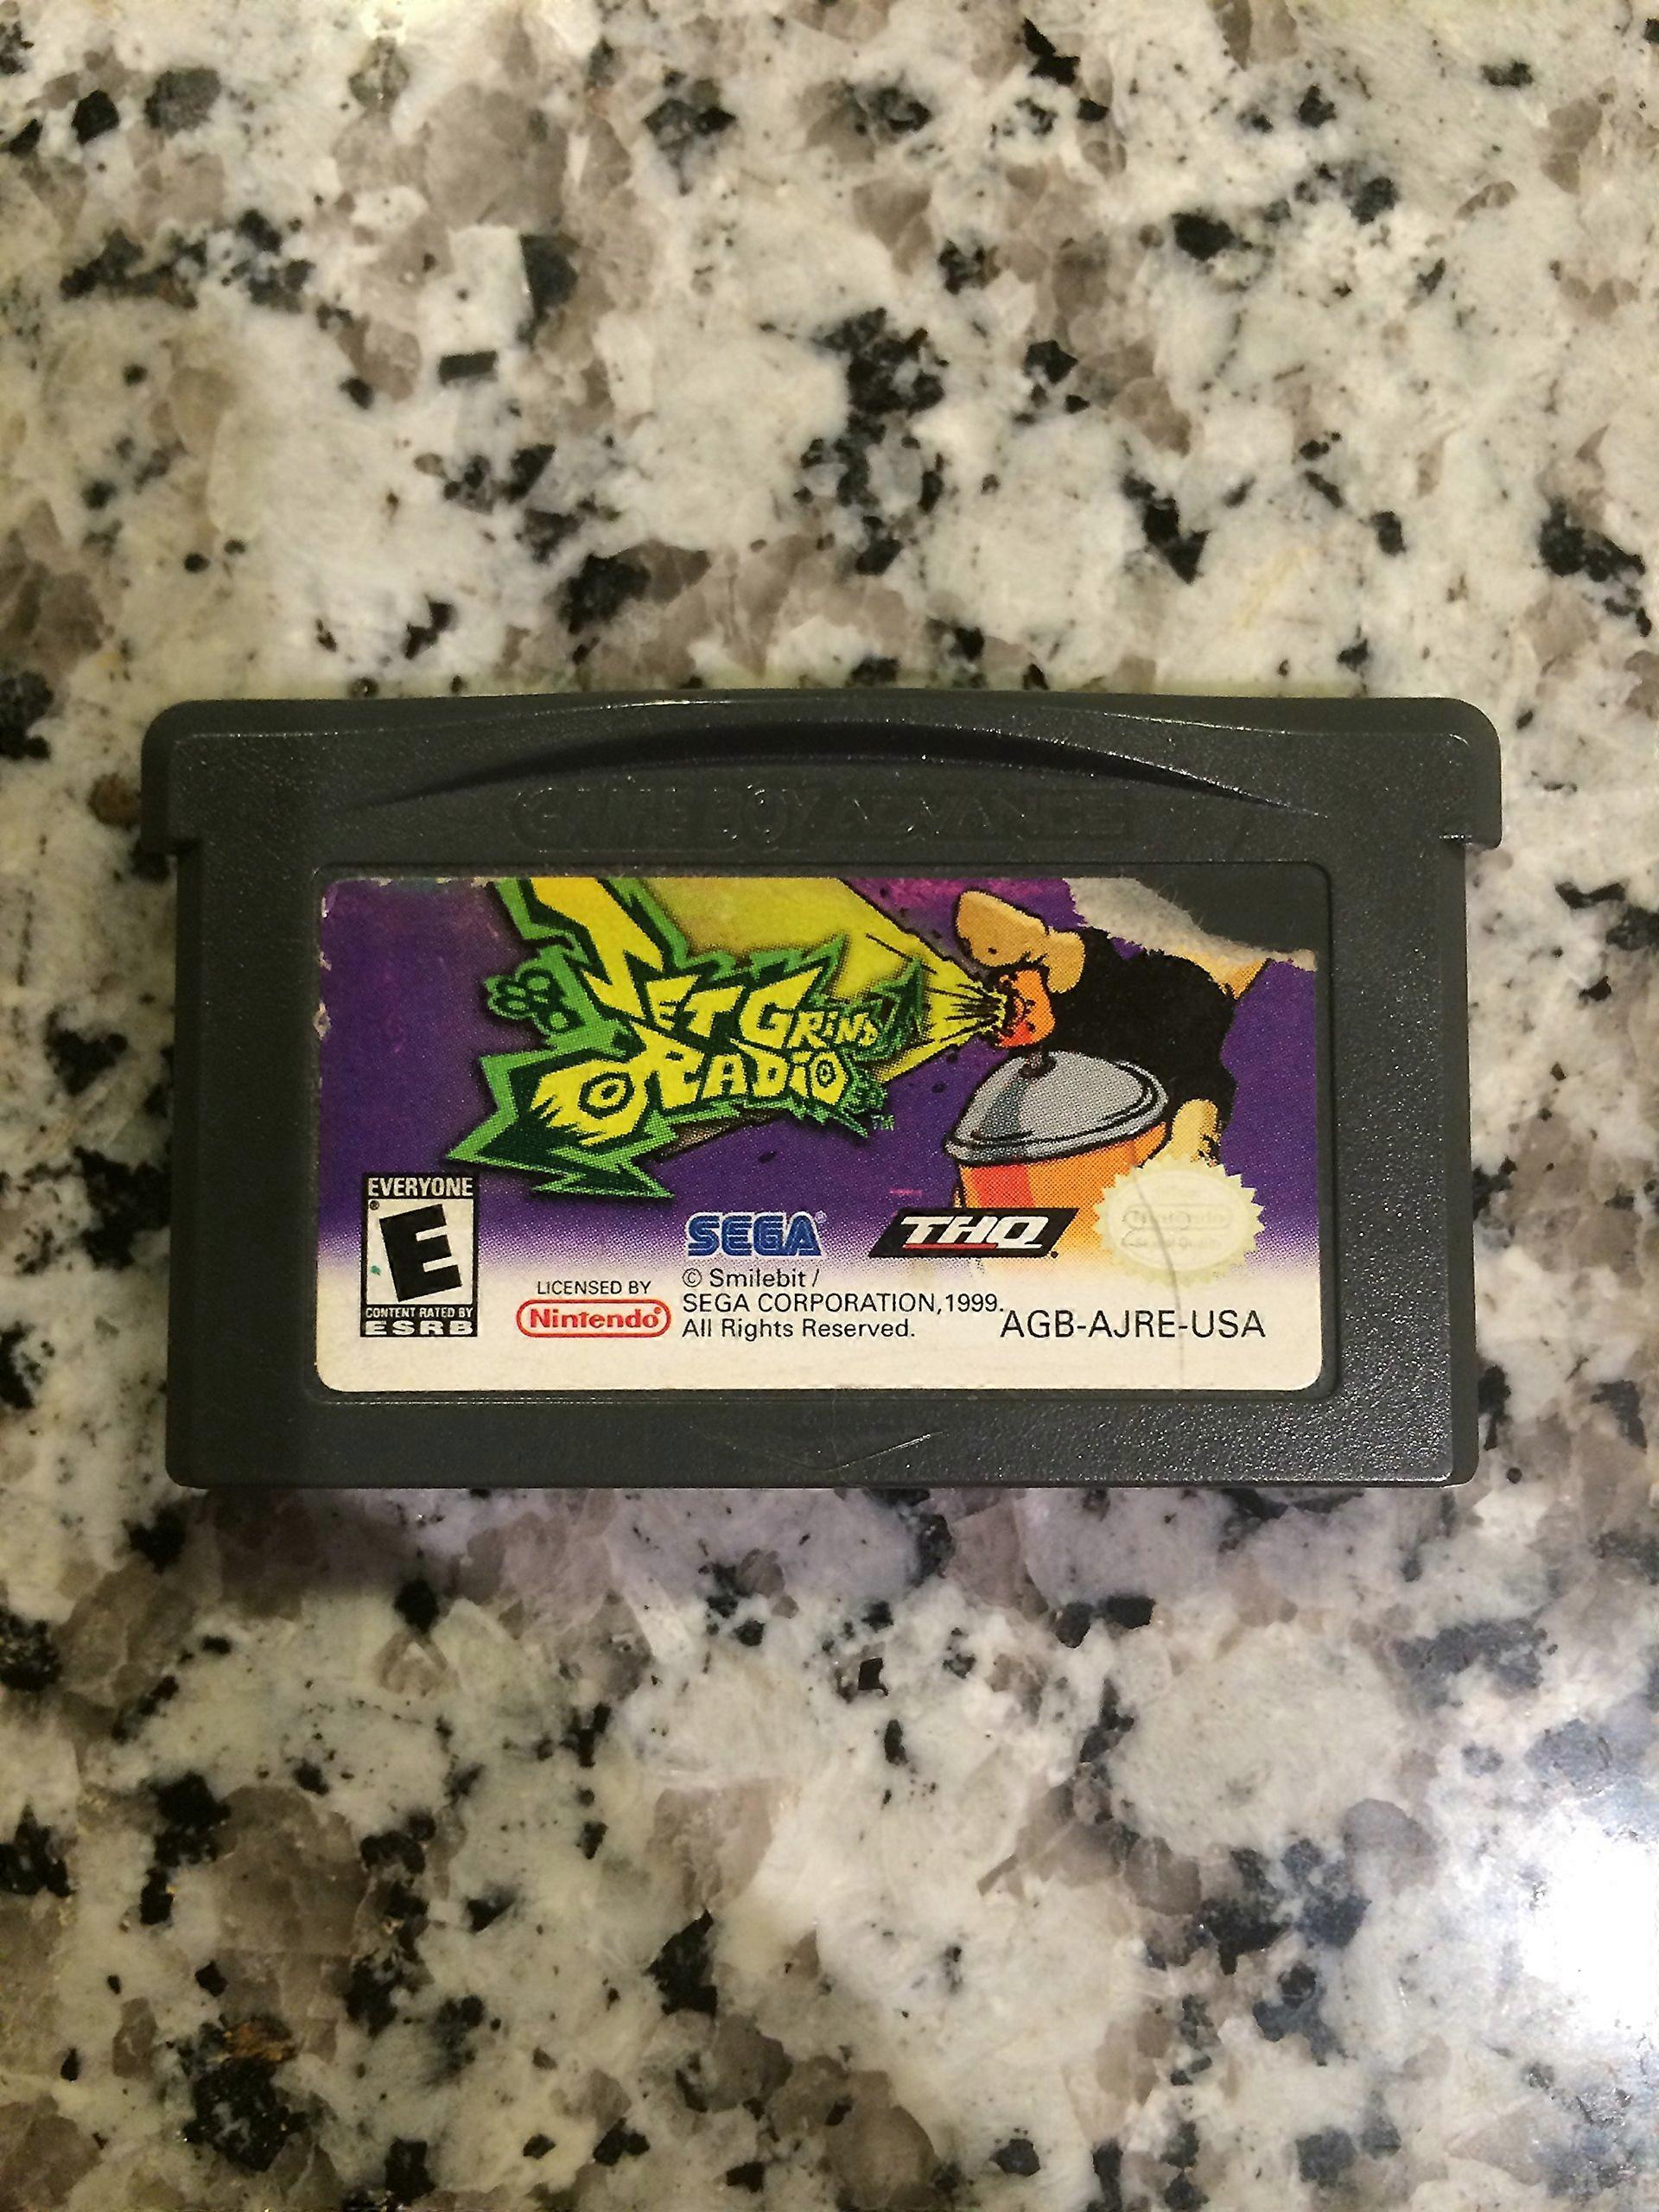 GAME BOY ADVANCE
JET GRIND
RADIO
TM
EVERYONE
E
®
CONTENT RATED BY
ESRB
SEGA®
THQ®
LICENSED BY
Nintendo®
© Smilebit /
SEGA CORPORATION,1999.
All Rights Reserved.
AGB-AJRE-USA